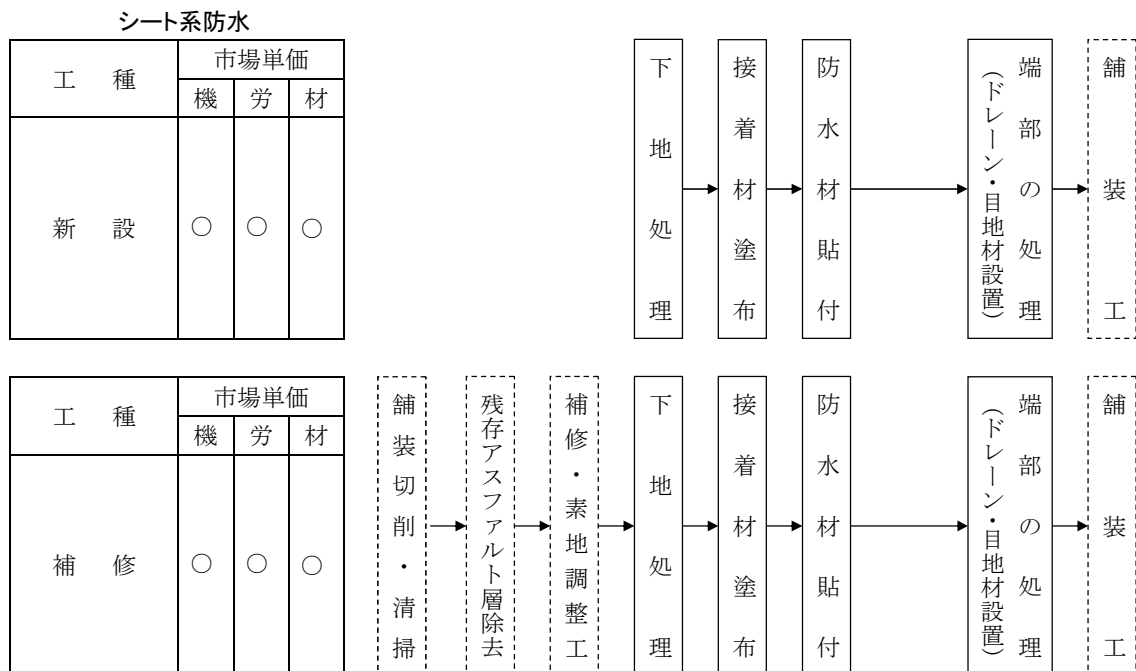 シート系防水
工種
市場単価
機 労 材
新設
○ ○ ○
下地処理
接着材塗布
防水材貼付
端部の処理
（ドレーン・目地材設置）
舗装工
工種
市場単価
機 労 材
補修
○ ○ ○
舗装切削・清掃
残存アスファルト層除去
補修・素地調整工
下地処理
接着材塗布
防水材貼付
端部の処理
（ドレーン・目地材設置）
舗装工